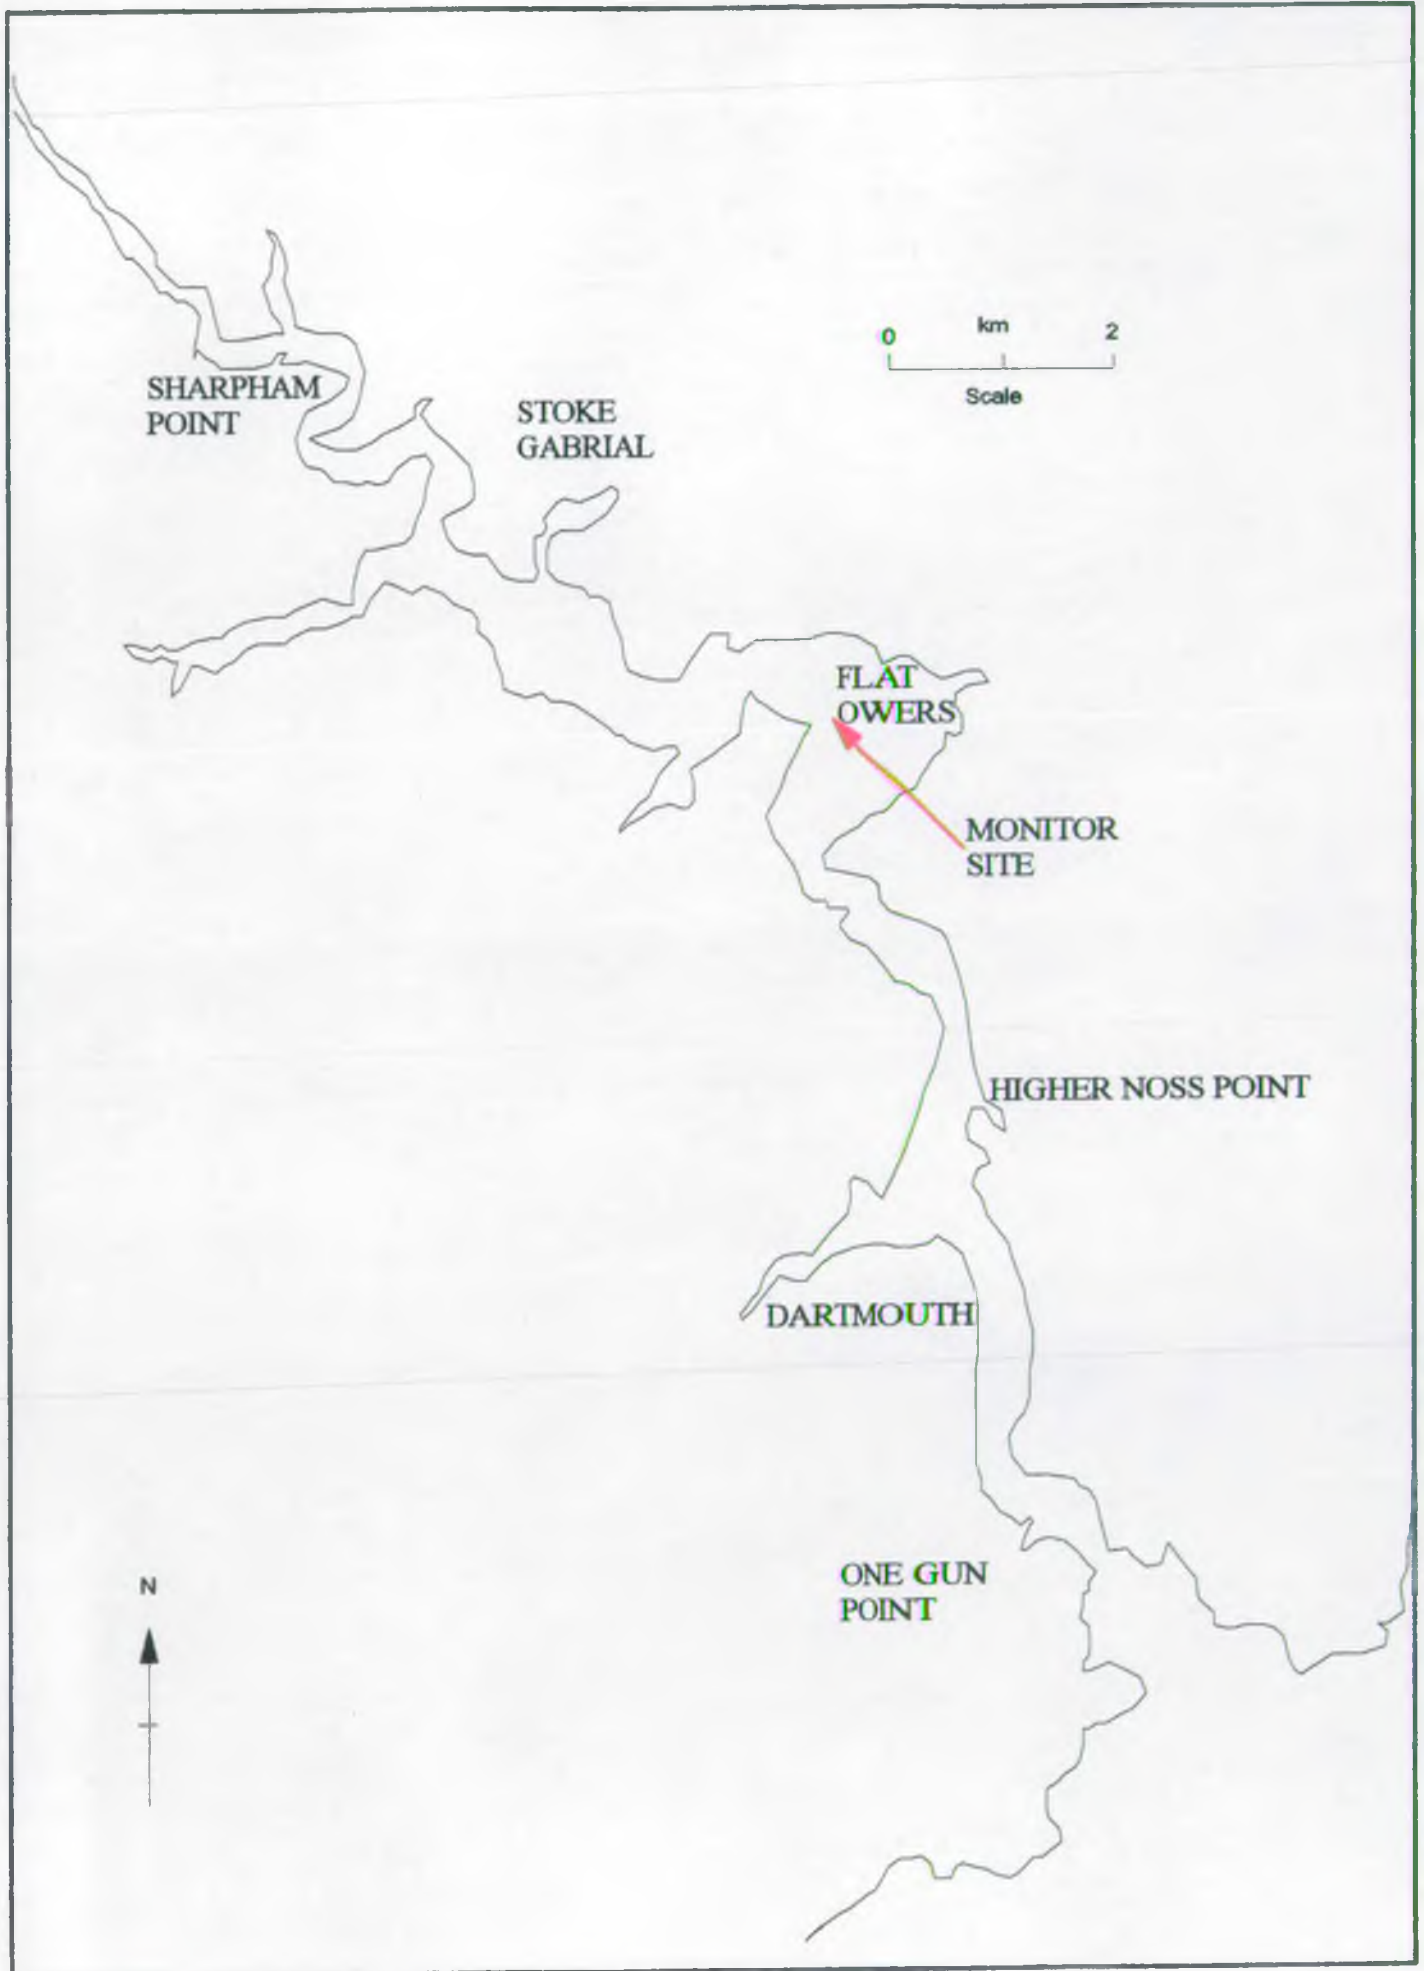 0 km 2
Scale
SHARPHAM
POINT
STOKE
GABRIAL
FLAT
OWERS
MONITOR
SITE
HIGHER NOSS POINT
DARTMOUTH
ONE GUN
POINT
N